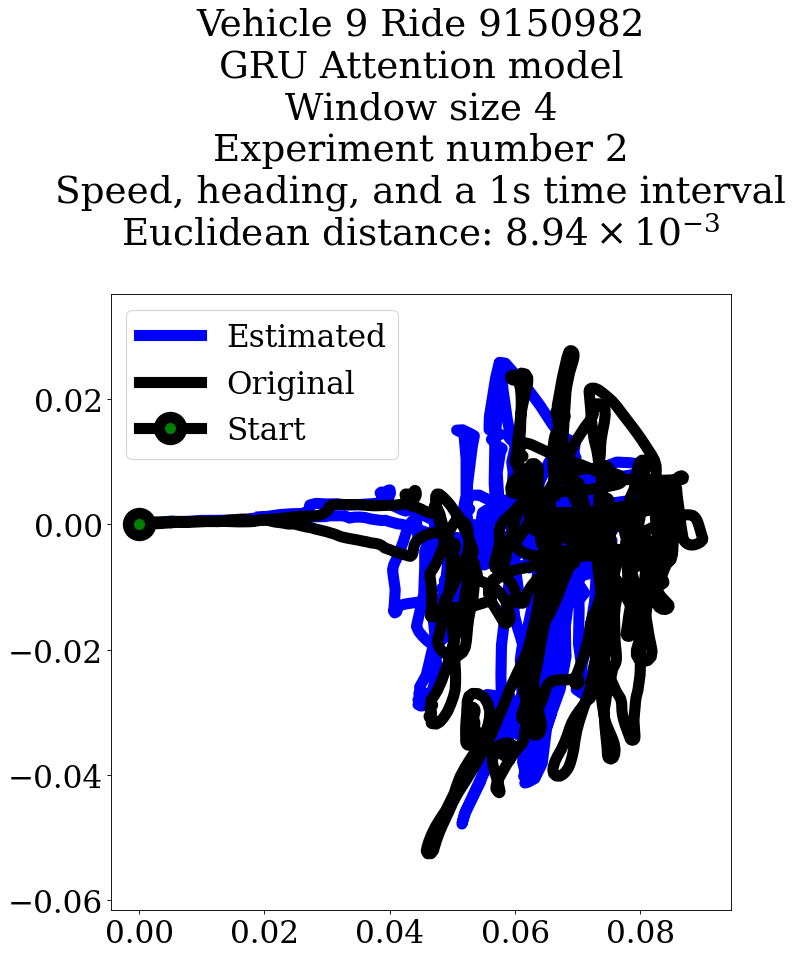 Vehicle 9 Ride 9150982
GRU Attention model
Window size 4
Experiment number 2
Speed, heading, and a 1s time interval
Euclidean distance: 8.94 × 10⁻³
Estimated
Original
Start
0.02
0.00
−0.02
−0.04
−0.06
0.00 0.02 0.04 0.06 0.08